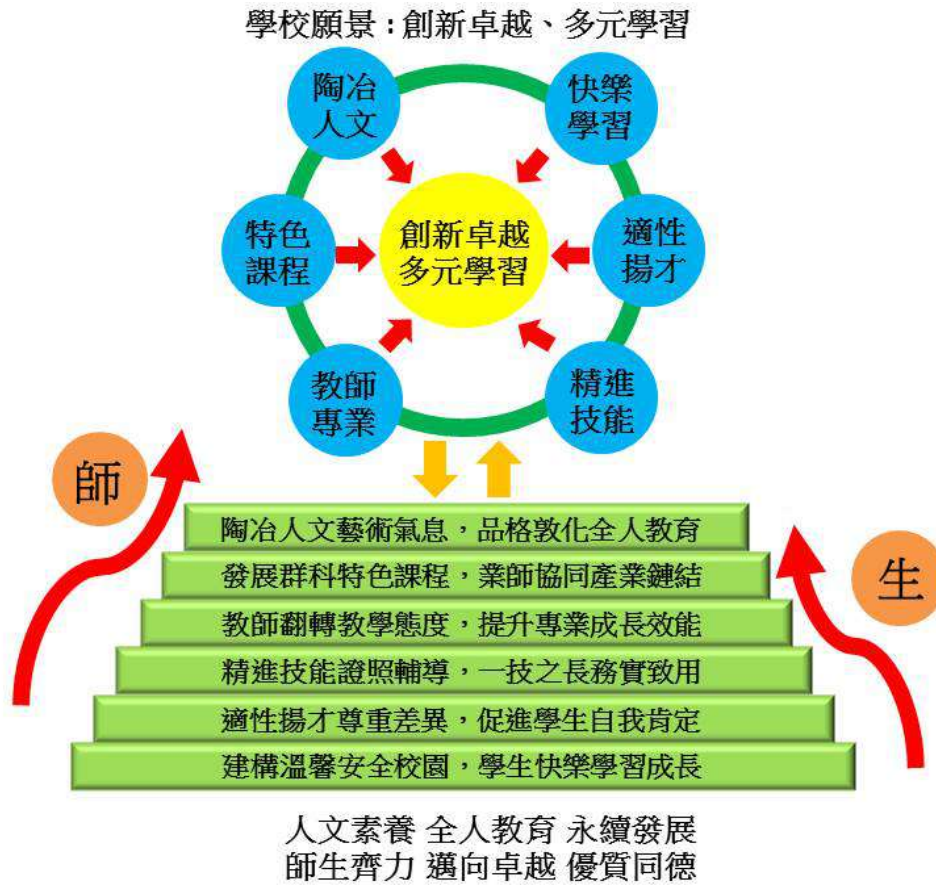 學校願景:創新卓越、多元學習
陶冶
人文
快樂
學習
特色
課程
創新卓越
多元學習
適性
揚才
教師
專業
精進
技能
師
生
陶冶人文藝術氣息，品格敦化全人教育
發展群科特色課程，業師協同產業鏈結
教師翻轉教學態度，提升專業成長效能
精進技能證照輔導，一技之長務實致用
適性揚才尊重差異，促進學生自我肯定
建構溫馨安全校園，學生快樂學習成長
人文素養 全人教育 永續發展
師生齊力 邁向卓越 優質同德